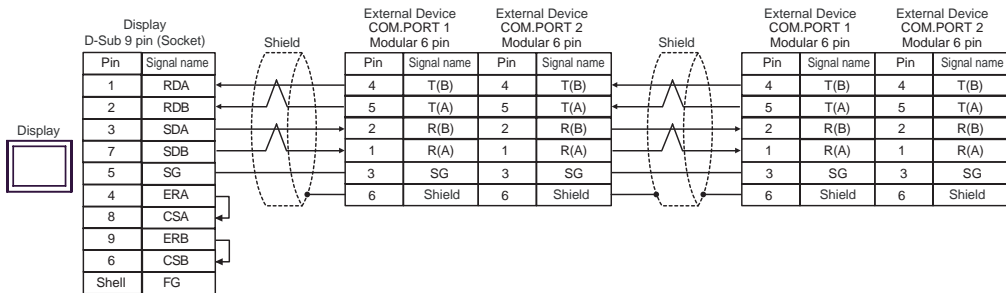 Display
D-Sub 9 pin (Socket)
Shield
External Device
COM.PORT 1
Modular 6 pin
External Device
COM.PORT 2
Modular 6 pin
Shield
External Device
COM.PORT 1
Modular 6 pin
External Device
COM.PORT 2
Modular 6 pin
Display
Pin Signal name
1 RDA
2 RDB
3 SDA
7 SDB
5 SG
4 ERA
8 CSA
9 ERB
6 CSB
Shell FG
Pin Signal name Pin Signal name
4 T(B) 4 T(B)
5 T(A) 5 T(A)
2 R(B) 2 R(B)
1 R(A) 1 R(A)
3 SG 3 SG
6 Shield 6 Shield
Pin Signal name Pin Signal name
4 T(B) 4 T(B)
5 T(A) 5 T(A)
2 R(B) 2 R(B)
1 R(A) 1 R(A)
3 SG 3 SG
6 Shield 6 Shield